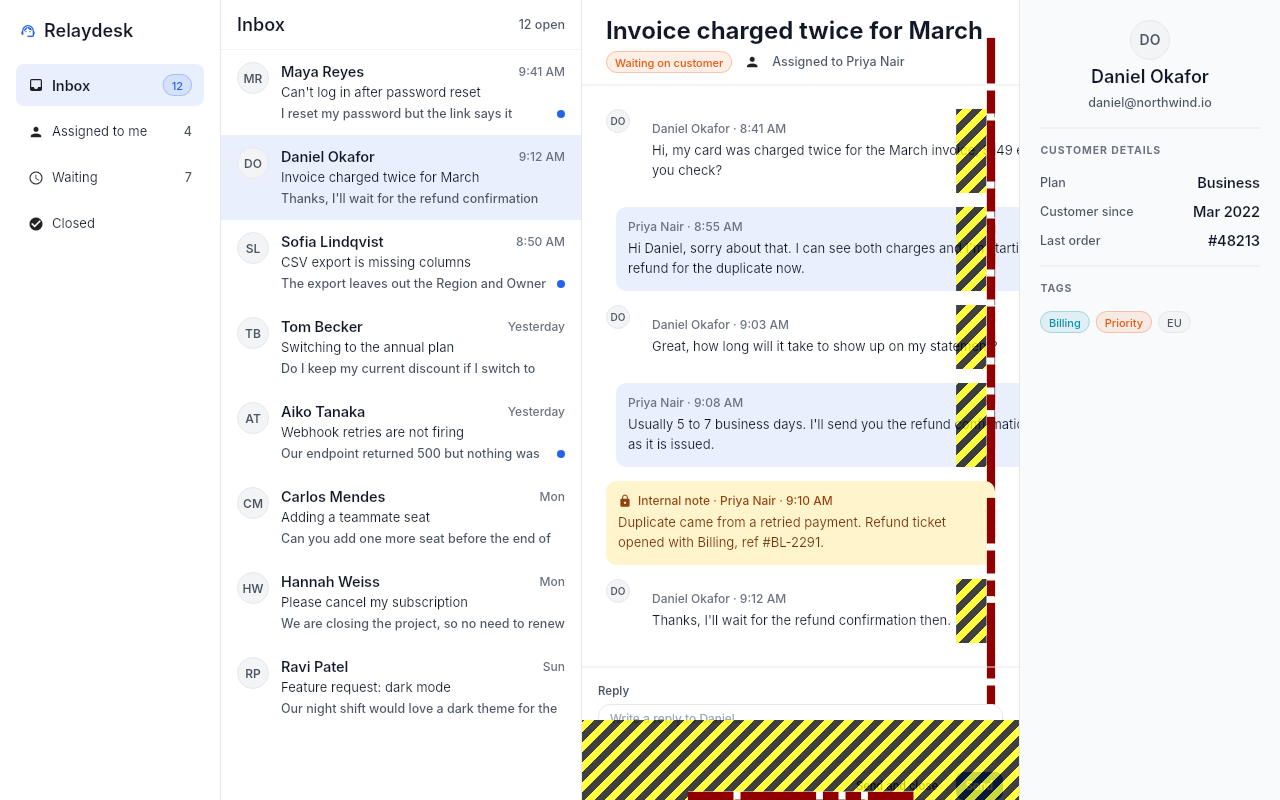 Relaydesk
Inbox 12
Assigned to me 4
Waiting 7
Closed
Inbox 12 open
MR Maya Reyes 9:41 AM
Can't log in after password reset
I reset my password but the link says it
DO Daniel Okafor 9:12 AM
Invoice charged twice for March
Thanks, I'll wait for the refund confirmation
SL Sofia Lindqvist 8:50 AM
CSV export is missing columns
The export leaves out the Region and Owner
TB Tom Becker Yesterday
Switching to the annual plan
Do I keep my current discount if I switch to
AT Aiko Tanaka Yesterday
Webhook retries are not firing
Our endpoint returned 500 but nothing was
CM Carlos Mendes Mon
Adding a teammate seat
Can you add one more seat before the end of
HW Hannah Weiss Mon
Please cancel my subscription
We are closing the project, so no need to renew
RP Ravi Patel Sun
Feature request: dark mode
Our night shift would love a dark theme for the
Invoice charged twice for March
Waiting on customer Assigned to Priya Nair
DO Daniel Okafor · 8:41 AM
Hi, my card was charged twice for the March 49
you check?
Priya Nair · 8:55 AM
Hi Daniel, sorry about that. I can see both charges and
refund for the duplicate now.
DO Daniel Okafor · 9:03 AM
Great, how long will it take to show up on my statement?
Priya Nair · 9:08 AM
Usually 5 to 7 business days. I'll send you the refund
as it is issued.
Internal note · Priya Nair · 9:10 AM
Duplicate came from a retried payment. Refund ticket
opened with Billing, ref #BL-2291.
DO Daniel Okafor · 9:12 AM
Thanks, I'll wait for the refund confirmation then.
Reply
Write a reply to Daniel
Send and close
DO
Daniel Okafor
daniel@northwind.io
CUSTOMER DETAILS
Plan Business
Customer since Mar 2022
Last order #48213
TAGS
Billing Priority EU